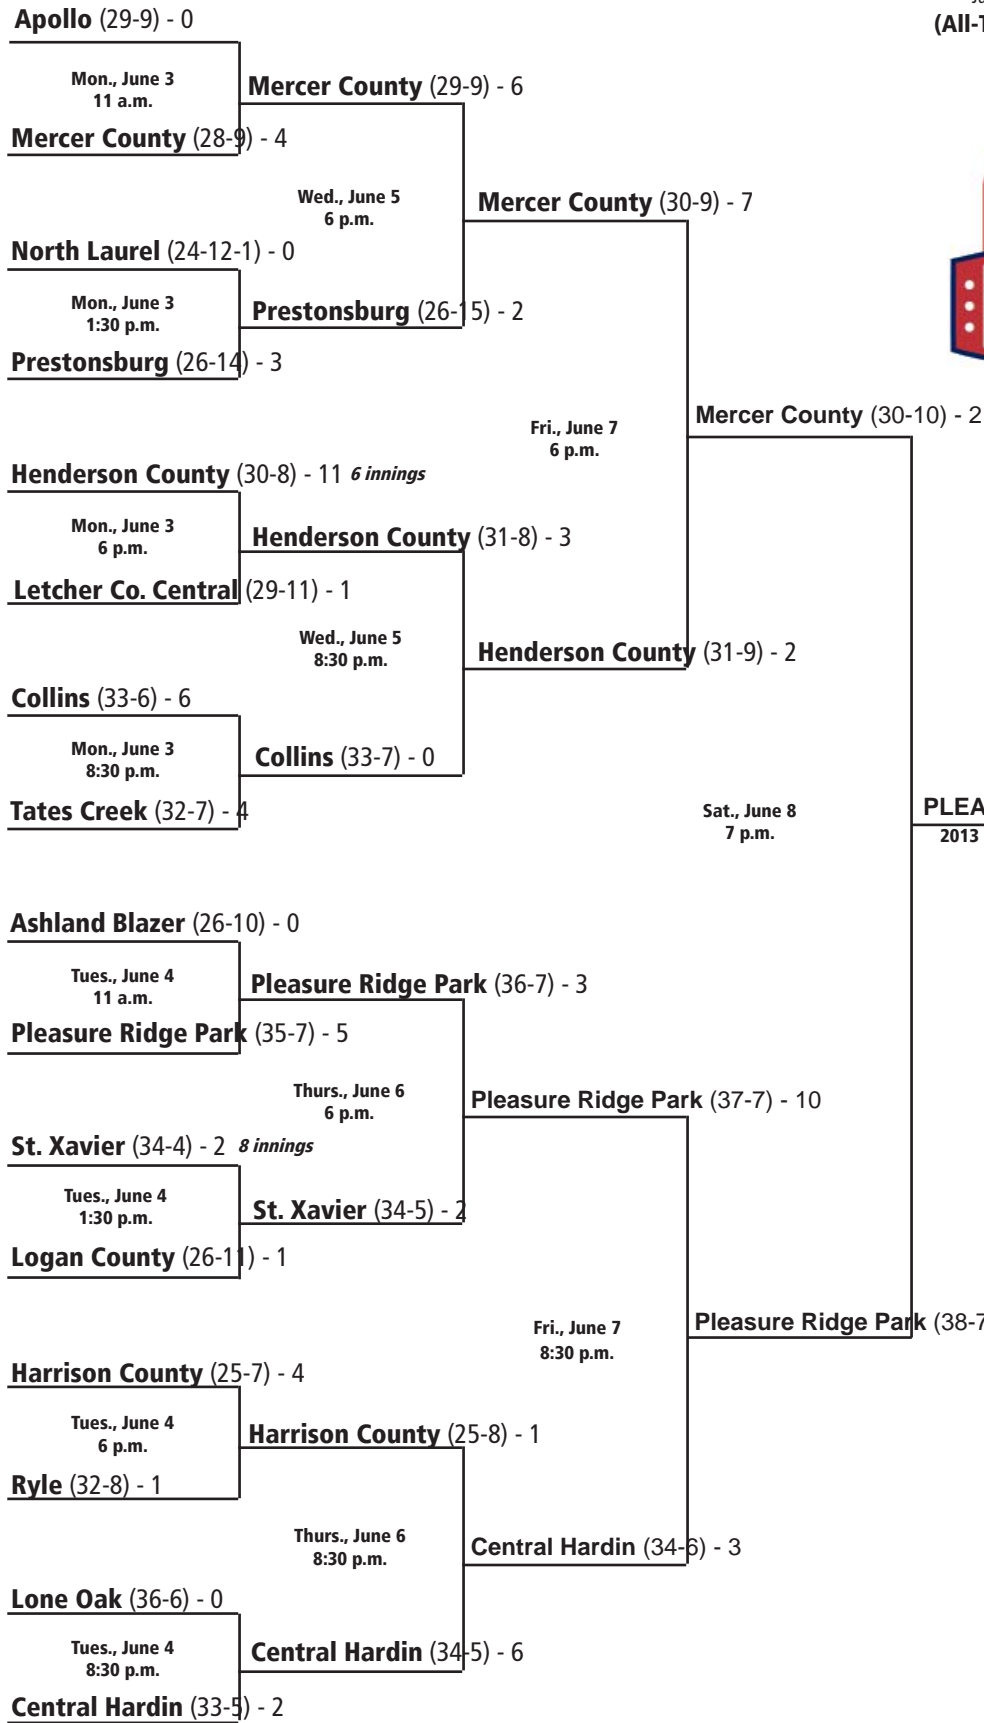 (All-
Apollo (29-9) - 0
Mon., June 3
11 a.m.
Mercer County (29-9) - 6
Mercer County (28-9) - 4
Wed., June 5
6 p.m.
Mercer County (30-9) - 7
North Laurel (24-12-1) - 0
Mon., June 3
1:30 p.m.
Prestonsburg (26-15) - 2
Prestonsburg (26-14) - 3
Fri., June 7
6 p.m.
Mercer County (30-10) - 2
Henderson County (30-8) - 11 6 innings
Mon., June 3
6 p.m.
Henderson County (31-8) - 3
Letcher Co. Central (29-11) - 1
Wed., June 5
8:30 p.m.
Henderson County (31-9) - 2
Collins (33-6) - 6
Mon., June 3
8:30 p.m.
Collins (33-7) - 0
Tates Creek (32-7) - 4
Sat., June 8
7 p.m.
PLEA
2013
Ashland Blazer (26-10) - 0
Tues., June 4
11 a.m.
Pleasure Ridge Park (36-7) - 3
Pleasure Ridge Park (35-7) - 5
Thurs., June 6
6 p.m.
Pleasure Ridge Park (37-7) - 10
St. Xavier (34-4) - 2 8 innings
Tues., June 4
1:30 p.m.
St. Xavier (34-5) - 2
Logan County (26-11) - 1
Fri., June 7
8:30 p.m.
Pleasure Ridge Park (38-7
Harrison County (25-7) - 4
Tues., June 4
6 p.m.
Harrison County (25-8) - 1
Ryle (32-8) - 1
Thurs., June 6
8:30 p.m.
Central Hardin (34-6) - 3
Lone Oak (36-6) - 0
Tues., June 4
8:30 p.m.
Central Hardin (34-5) - 6
Central Hardin (33-5) - 2